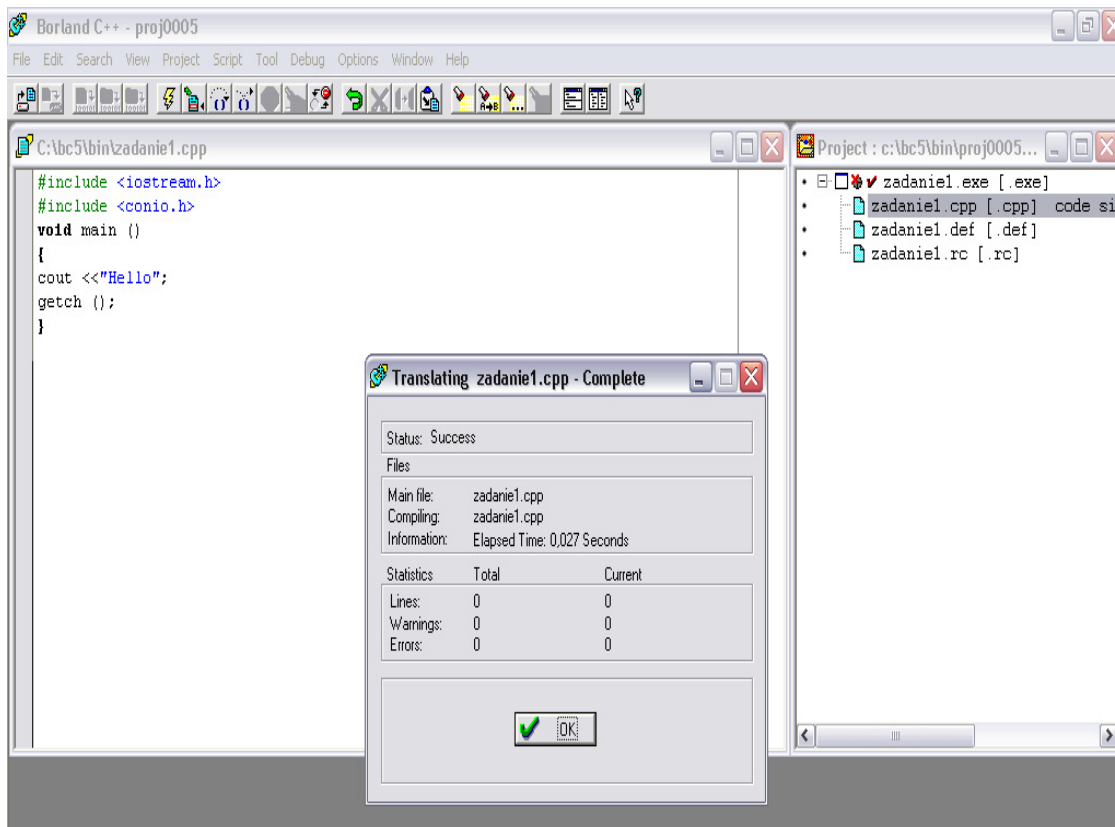 Borland C++ - proj0005
File Edit Search View Project Script Tool Debug Options Window Help
C:\bc5\bin\zadanie1.cpp
#include <iostream.h>
#include <conio.h>
void main ()
{
cout <<"Hello";
getch ();
}
Project : c:\bc5\bin\proj0005...
zadanie1.exe [.exe]
zadanie1.cpp [.cpp] code si
zadanie1.def [.def]
zadanie1.rc [.rc]
Translating zadanie1.cpp - Complete
Status: Success
Files
Main file: zadanie1.cpp
Compiling: zadanie1.cpp
Information: Elapsed Time: 0,027 Seconds
Statistics Total Current
Lines: 0 0
Warnings: 0 0
Errors: 0 0
OK